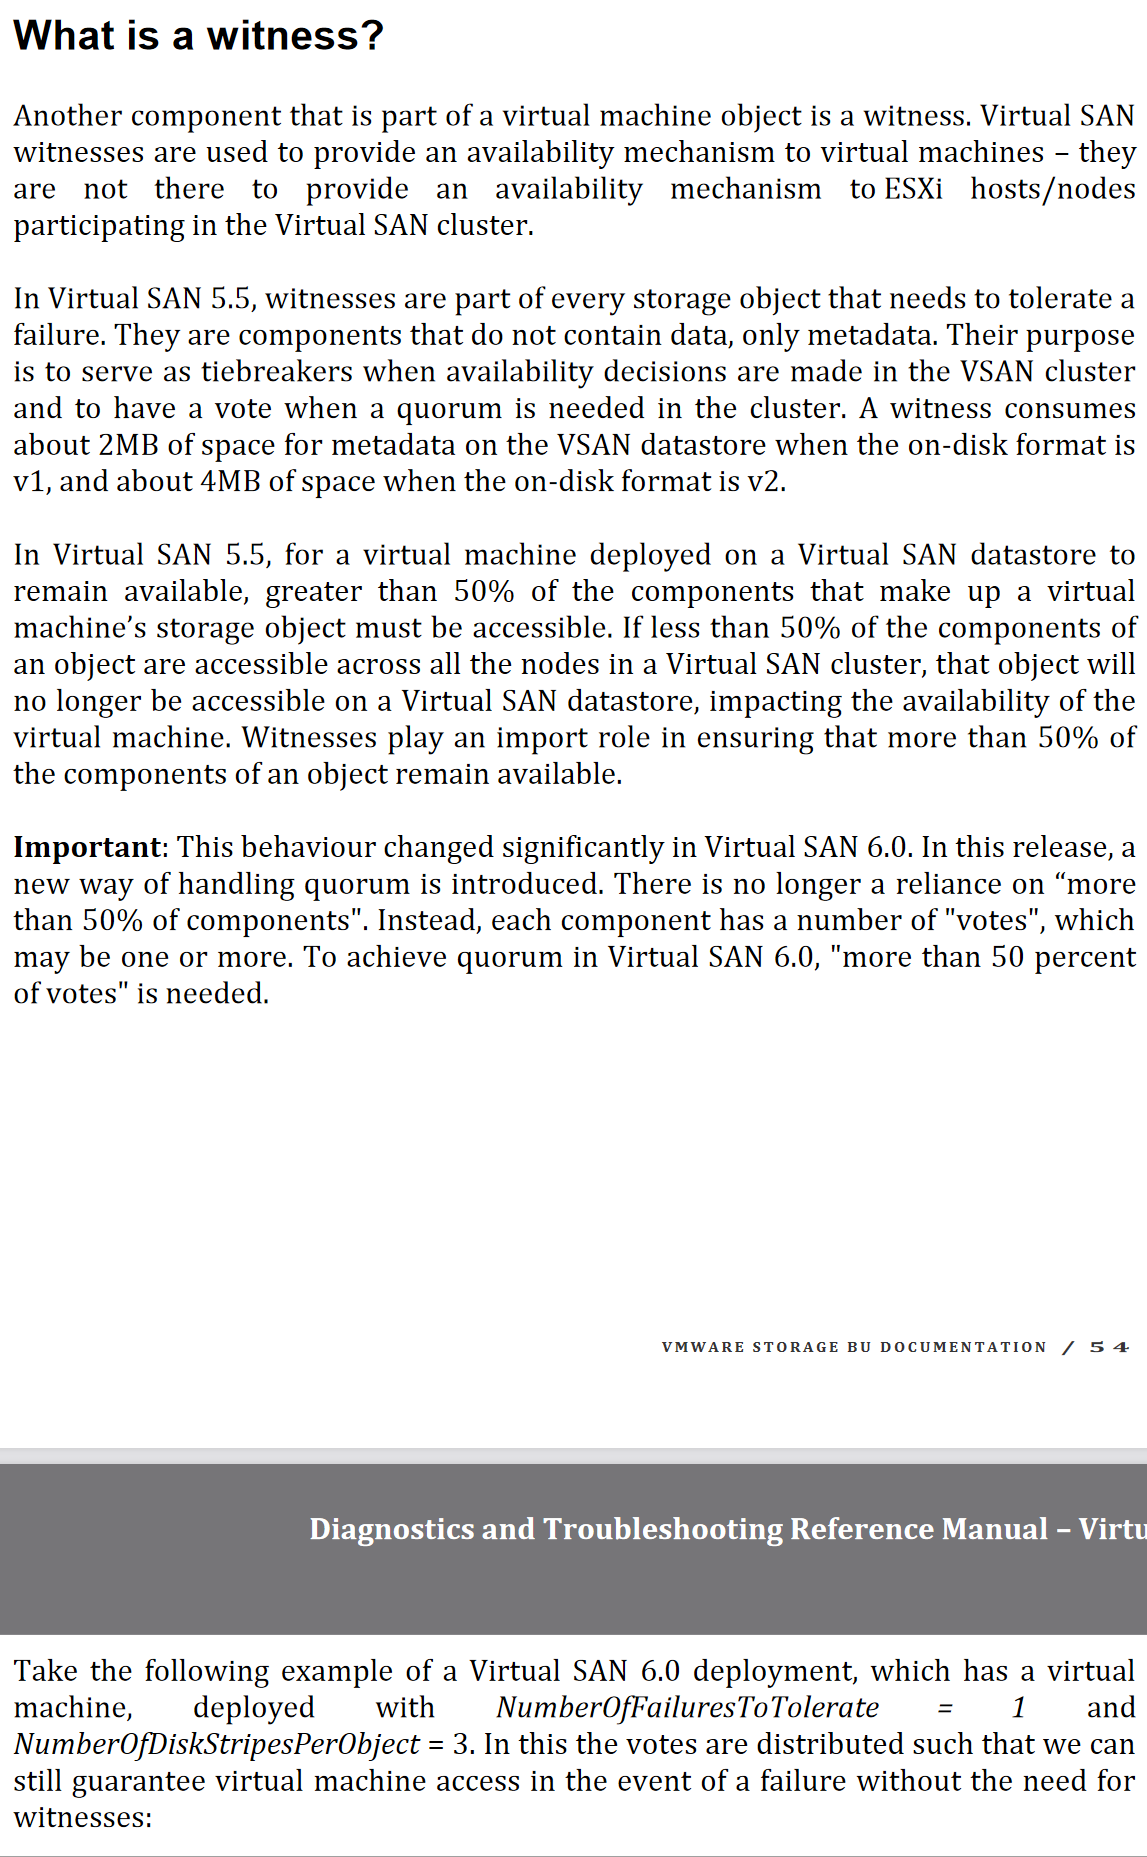 What is a witness?
Another component that is part of a virtual machine object is a witness. Virtual SAN
witnesses are used to provide an availability mechanism to virtual machines – they
are not there to provide an availability mechanism to ESXi hosts/nodes
participating in the Virtual SAN cluster.
In Virtual SAN 5.5, witnesses are part of every storage object that needs to tolerate a
failure. They are components that do not contain data, only metadata. Their purpose
is to serve as tiebreakers when availability decisions are made in the VSAN cluster
and to have a vote when a quorum is needed in the cluster. A witness consumes
about 2MB of space for metadata on the VSAN datastore when the on-disk format is
v1, and about 4MB of space when the on-disk format is v2.
In Virtual SAN 5.5, for a virtual machine deployed on a Virtual SAN datastore to
remain available, greater than 50% of the components that make up a virtual
machine’s storage object must be accessible. If less than 50% of the components of
an object are accessible across all the nodes in a Virtual SAN cluster, that object will
no longer be accessible on a Virtual SAN datastore, impacting the availability of the
virtual machine. Witnesses play an import role in ensuring that more than 50% of
the components of an object remain available.
Important: This behaviour changed significantly in Virtual SAN 6.0. In this release, a
new way of handling quorum is introduced. There is no longer a reliance on “more
than 50% of components". Instead, each component has a number of "votes", which
may be one or more. To achieve quorum in Virtual SAN 6.0, "more than 50 percent
of votes" is needed.
VMWARE STORAGE BU DOCUMENTATION / 54
Diagnostics and Troubleshooting Reference Manual – Virtu
Take the following example of a Virtual SAN 6.0 deployment, which has a virtual
machine, deployed with NumberOfFailuresToTolerate = 1 and
NumberOfDiskStripesPerObject = 3. In this the votes are distributed such that we can
still guarantee virtual machine access in the event of a failure without the need for
witnesses: